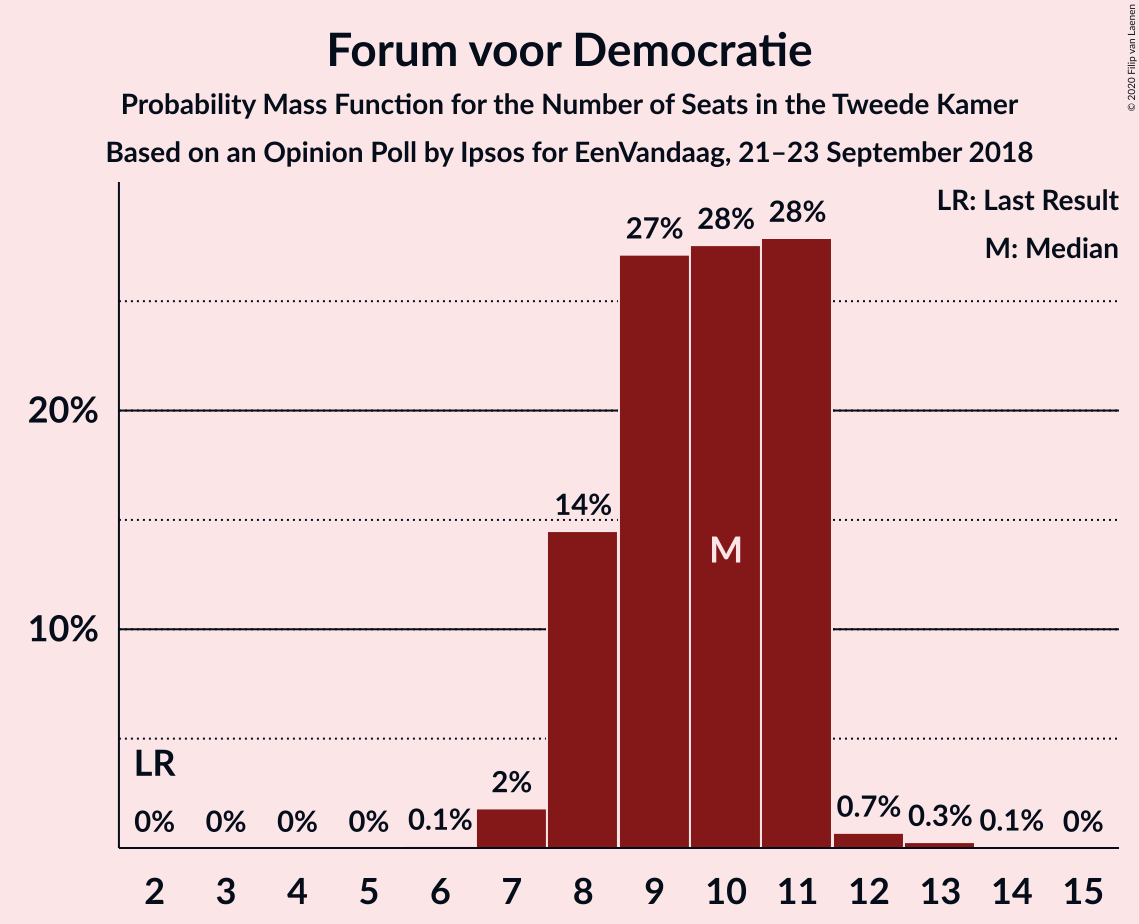 Forum voor Democratie
Probability Mass Function for the Number of Seats in the Tweede Kamer
Based on an Opinion Poll by Ipsos for EenVandaag, 21–23 September 2018
© 2020 Filip van Laenen
LR: Last Result
M: Median
27% 28% 28%
20%
14%
M
10%
LR
0% 0% 0% 0% 0.1% 2% 0.7% 0.3% 0.1% 0%
2 3 4 5 6 7 8 9 10 11 12 13 14 15